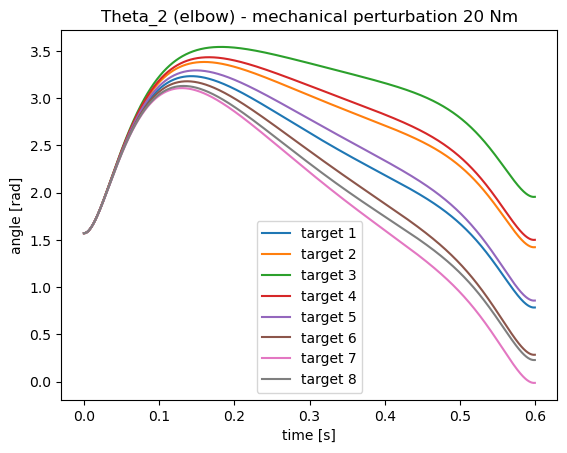 Theta_2 (elbow) - mechanical perturbation 20 Nm
angle [rad]
3.5
3.0
2.5
2.0
1.5
1.0
0.5
0.0
target 1
target 2
target 3
target 4
target 5
target 6
target 7
target 8
0.0 0.1 0.2 0.3 0.4 0.5 0.6
time [s]